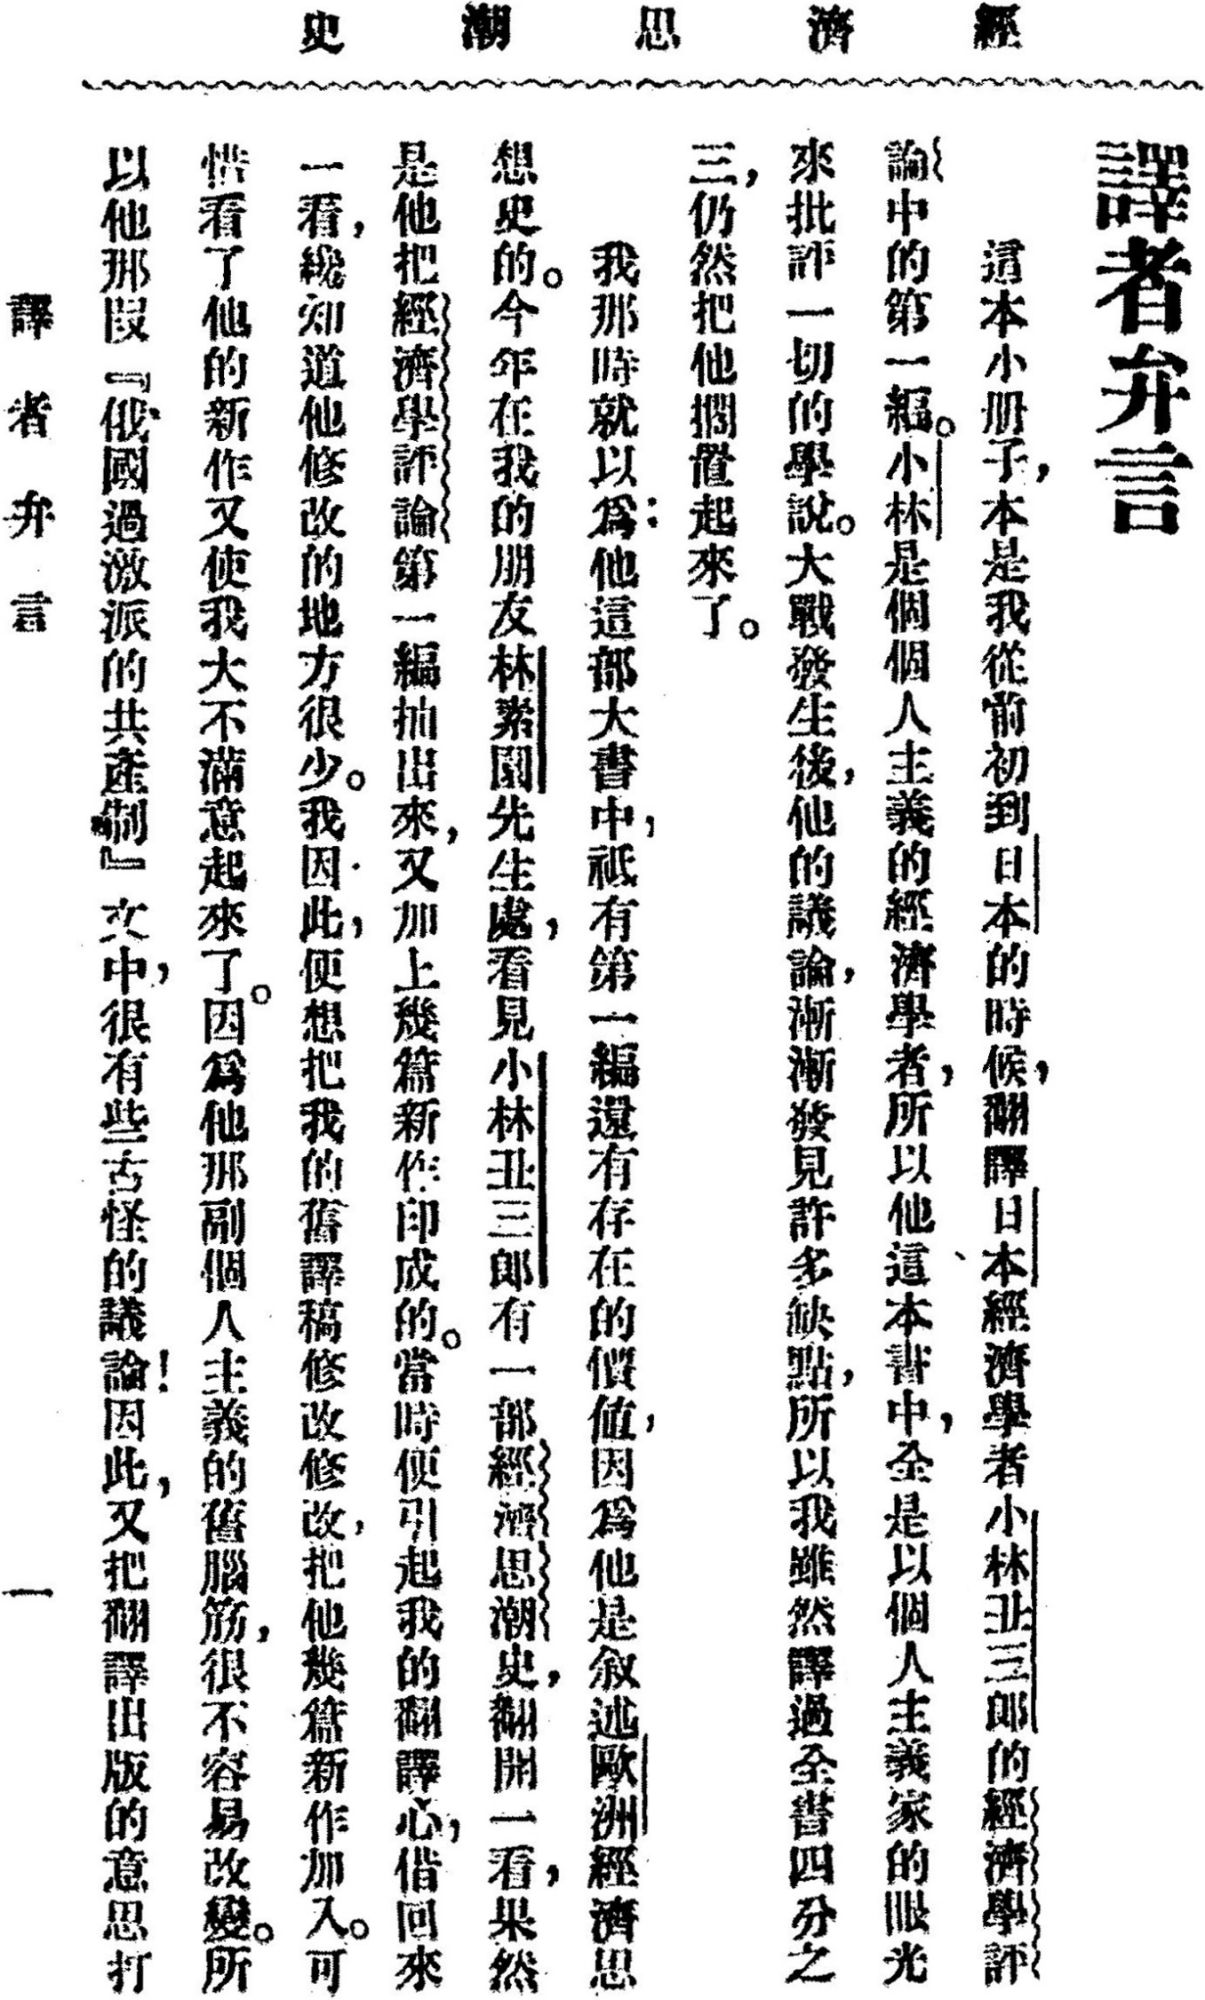 經濟思潮史
譯者弁言
這本小册子，本是我從前初到日本的時候，翻譯日本經濟學者小林丑三郎的經濟學評
論中的第一編。小林是個個人主義的經濟學者，所以他這本書中，全是以個人主義家的眼光
來批評一切的學說。大戰發生後，他的議論，漸漸發見許多缺點，所以我雖然譯過全書四分之
三，仍然把他擱置起來了。
我那時就以爲：他這部大書中，祇有第一編還有存在的價値，因爲他是敘述歐洲經濟思
想史的。今年在我的朋友林素園先生處，看見小林丑三郎有一部經濟思潮史，翻開一看，果然
是他把經濟學評論第一編抽出來，又加上幾篇新作印成的。當時便引起我的翻譯心，借回來
一看，纔知道他修改的地方很少。我因此，便想把我的舊譯稿修改修改，把他幾篇新作加入。可
惜看了他的新作又使我大不滿意起來了。因爲他那副個人主義的舊腦筋，很不容易改變。所
以他那段『俄國過激派的共產制』文中，很有些古怪的議論！因此，又把翻譯出版的意思打
譯者弁言
一